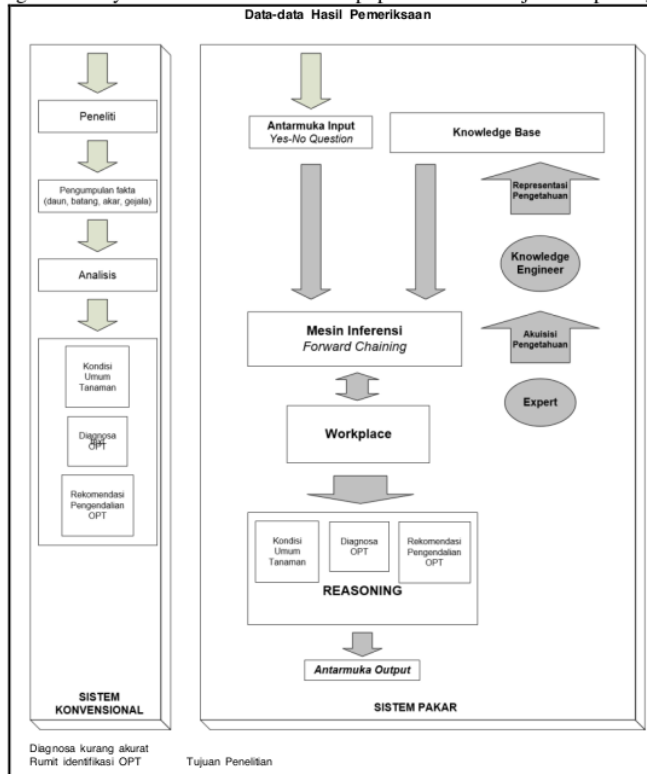 Data-data Hasil Pemeriksaan
Peneliti
Pengumpulan fakta
(daun, batang, akar, gejala)
Analisis
Kondisi
Umum
Tanaman
Diagnosa
OPT
Rekomendasi
Pengendalian
OPT
SISTEM
KONVENSIONAL
Antarmuka Input
Yes-No Question
Knowledge Base
Representasi
Pengetahuan
Knowledge
Engineer
Akuisisi
Pengetahuan
Expert
Mesin Inferensi
Forward Chaining
Workplace
Kondisi
Umum
Tanaman
Diagnosa
OPT
Rekomendasi
Pengendalian
OPT
REASONING
Antarmuka Output
SISTEM PAKAR
Diagnosa kurang akurat
Rumit identifikasi OPT
Tujuan Penelitian